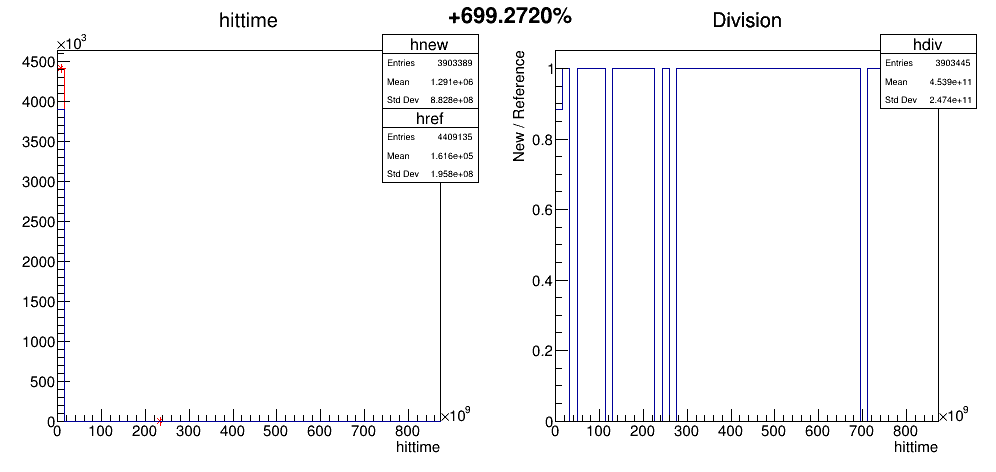 +699.2720%
hittime
×10³
hnew
Entries 3903389
Mean 1.291e+06
Std Dev 8.828e+08
href
Entries 4409135
Mean 1.616e+05
Std Dev 1.958e+08
4500
4000
3500
3000
2500
2000
1500
1000
500
0
0 100 200 300 400 500 600 700 800
×10⁹
hittime
Division
hdiv
Entries 3903445
Mean 4.539e+11
Std Dev 2.474e+11
New / Reference
1
0.8
0.6
0.4
0.2
0
0 100 200 300 400 500 600 700 800
×10⁹
hittime